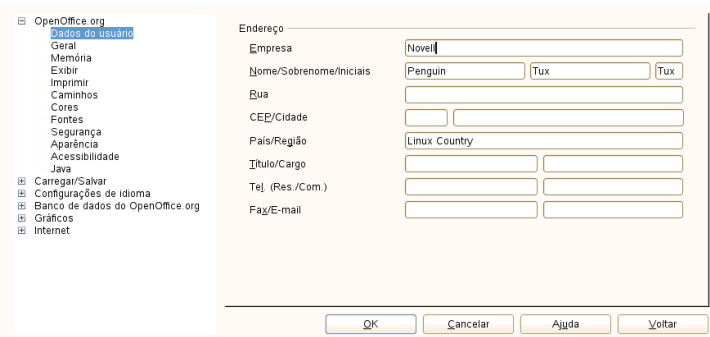 OpenOffice.org
Dados do usuário
Geral
Memória
Exibir
Imprimir
Caminhos
Cores
Fontes
Segurança
Aparência
Acessibilidade
Java
Carregar/Salvar
Configurações de idioma
Banco de dados do OpenOffice.org
Gráficos
Internet
Endereço
Empresa Novell
Nome/Sobrenome/Iniciais Penguin Tux Tux
Rua
CEP/Cidade
País/Região Linux Country
Título/Cargo
Tel. (Res./Com.)
Fax/E-mail
OK Cancelar Ajuda Voltar